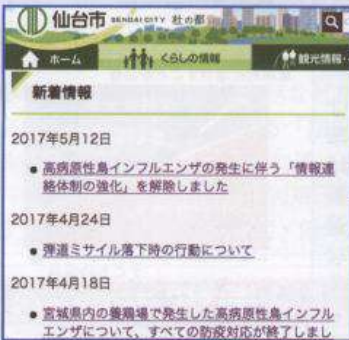 仙台市 SENDAI CITY 杜の都
ホーム
くらしの情報
観光情報・
新着情報
2017年5月12日
高病原性鳥インフルエンザの発生に伴う「情報連
絡体制の強化」を解除しました
2017年4月24日
弾道ミサイル落下時の行動について
2017年4月18日
宮城県内の養鶏場で発生した高病原性鳥インフル
エンザについて、すべての防疫対応が終了しまし